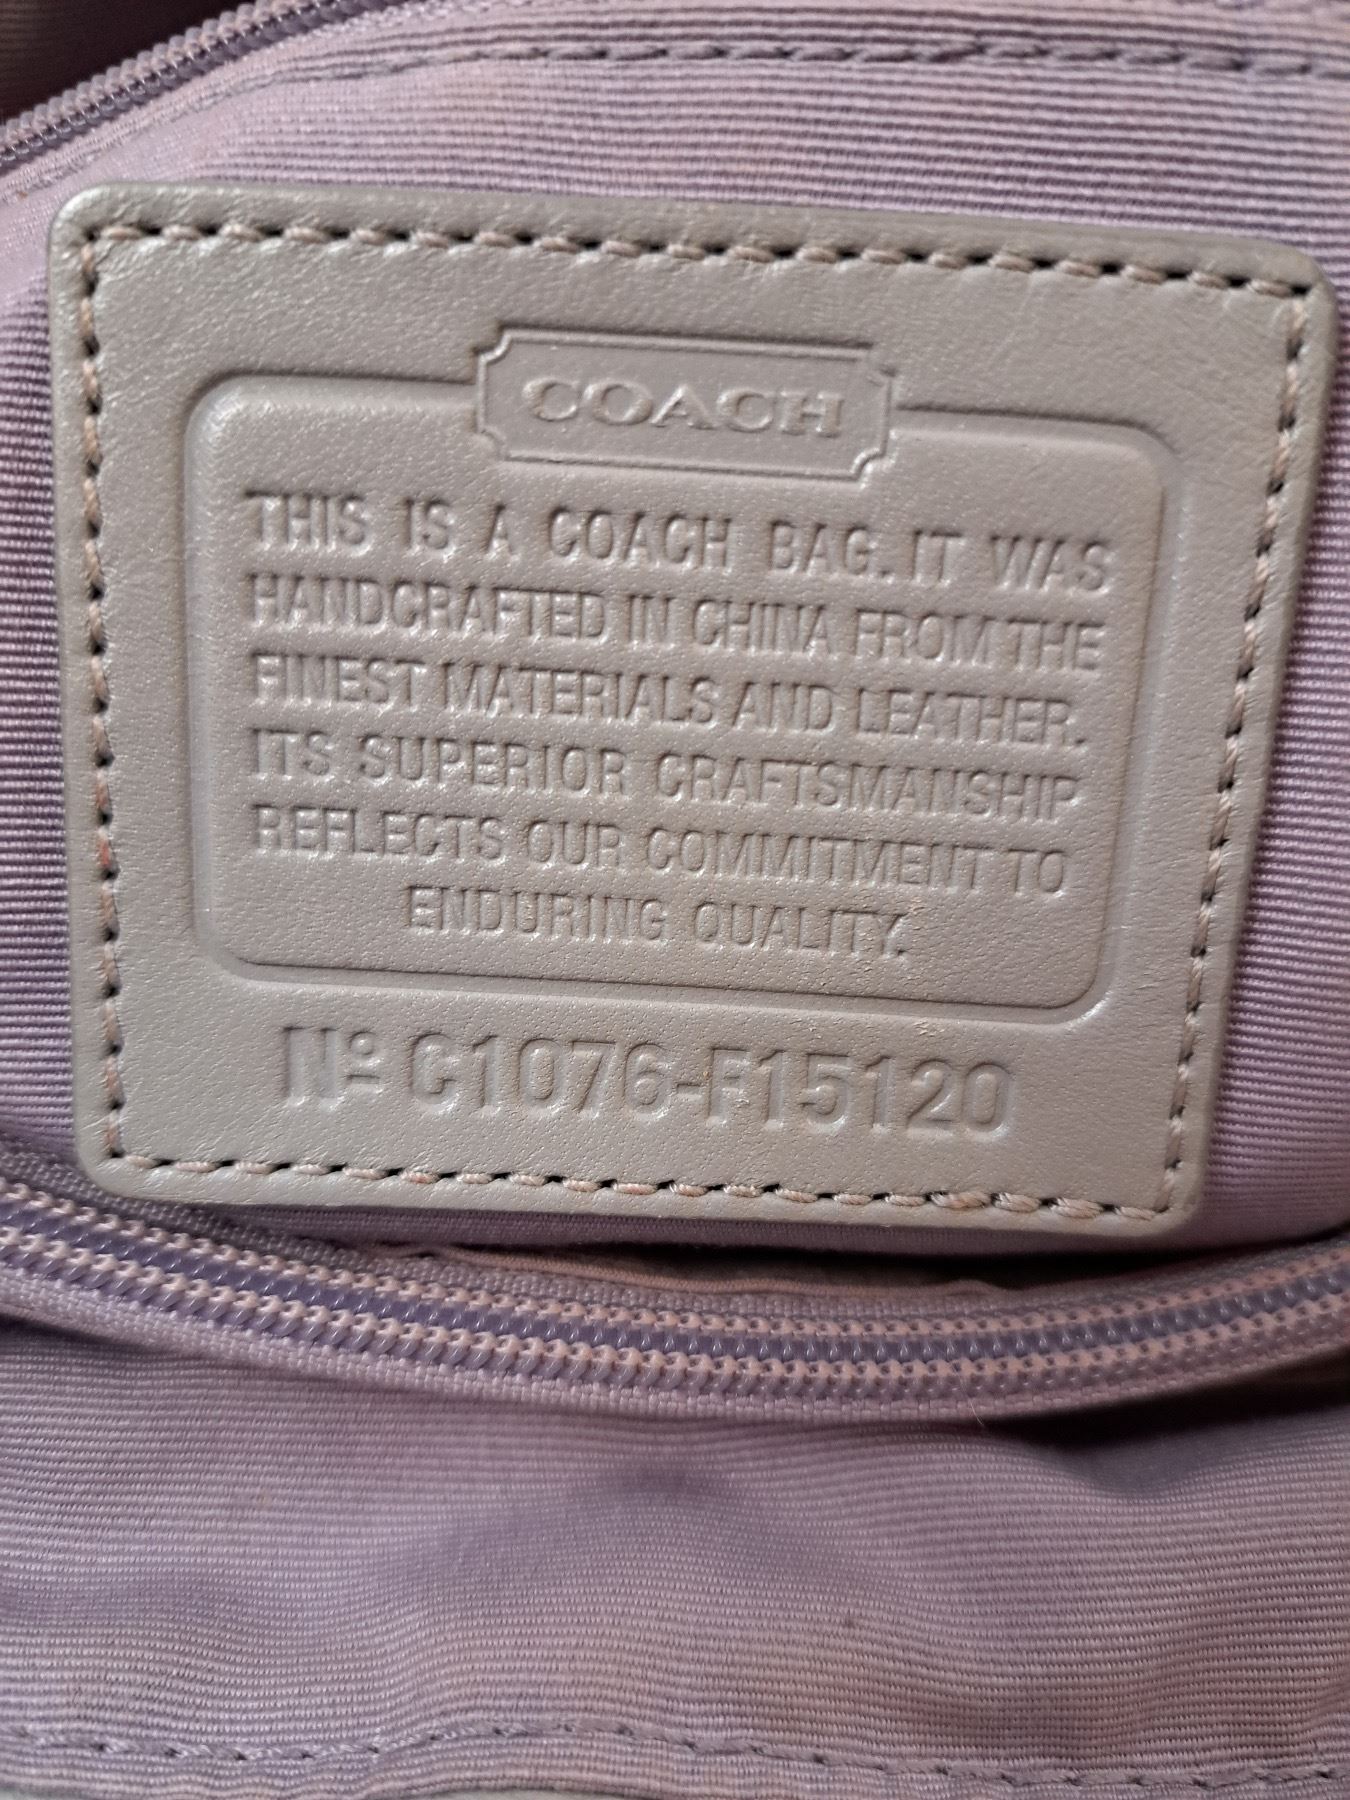 COACH
THIS IS A COACH BAG. IT WAS
HANDCRAFTED IN CHINA FROM THE
FINEST MATERIALS AND LEATHER.
ITS SUPERIOR CRAFTSMANSHIP
REFLECTS OUR COMMITMENT TO
ENDURING QUALITY.
Nº C1076-F15120